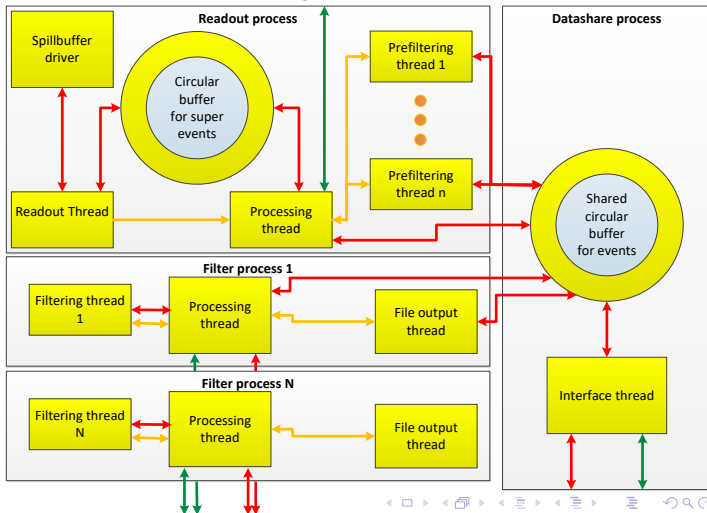 Readout process
Datashare process
Spillbuffer
driver
Circular
buffer
for super
events
Prefiltering
thread 1
Prefiltering
thread n
Readout Thread
Processing
thread
Shared
circular
buffer
for events
Filter process 1
Filtering thread
1
Processing
thread
File output
thread
Filter process N
Filtering thread
N
Processing
thread
File output
thread
Interface thread